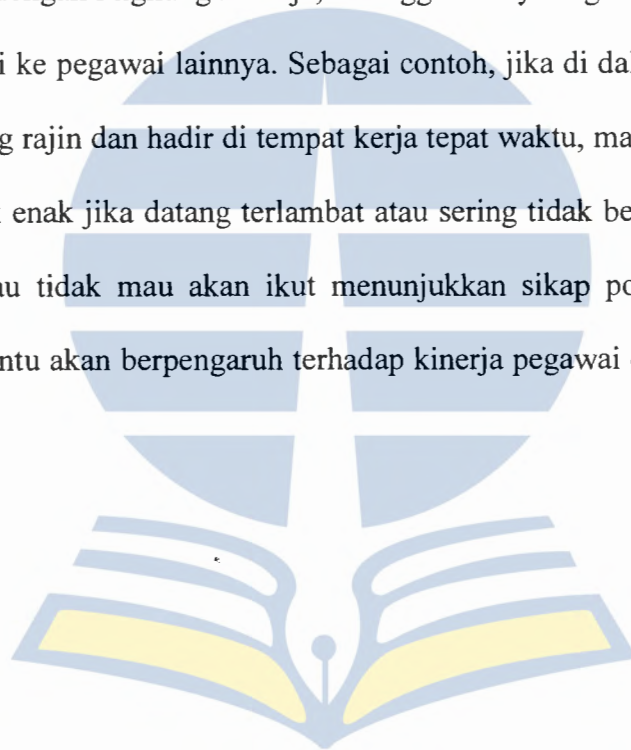 i ke pegawai lainnya. Sebagai contoh, jika di dal
g rajin dan hadir di tempat kerja tepat waktu, ma
enak jika datang terlambat atau sering tidak be
au tidak mau akan ikut menunjukkan sikap po
ntu akan berpengaruh terhadap kinerja pegawai